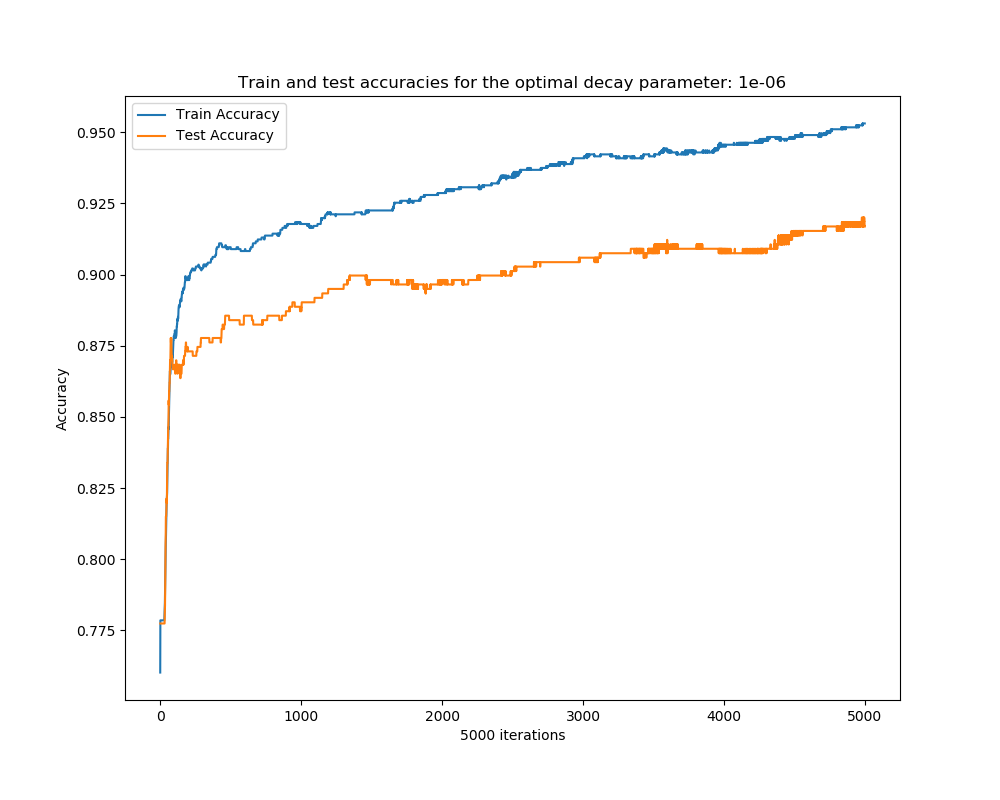 Train and test accuracies for the optimal decay parameter: 1e-06
Train Accuracy
Test Accuracy
0.950
0.925
0.900
0.875
0.850
0.825
0.800
0.775
Accuracy
0 1000 2000 3000 4000 5000
5000 iterations